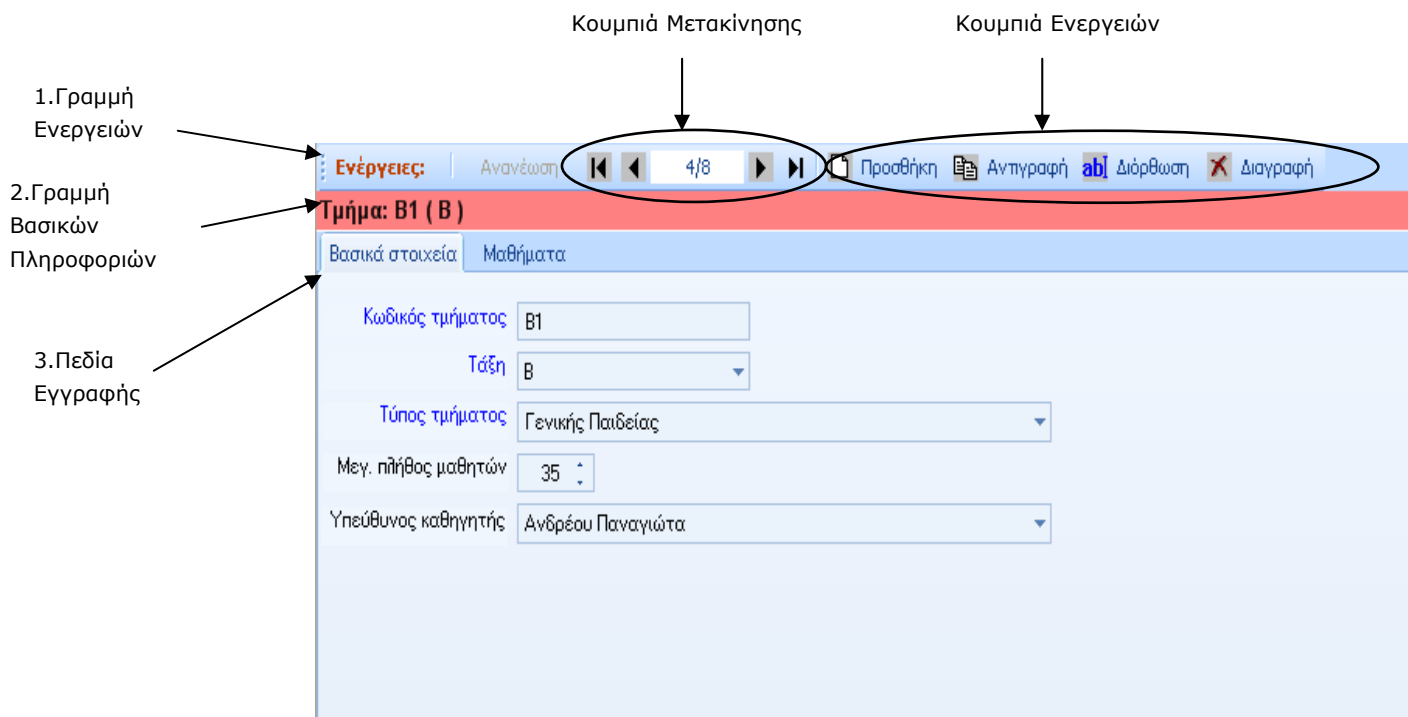 Κουμπιά Μετακίνησης
Κουμπιά Ενεργειών
1.Γραμμή
Ενεργειών
Ενέργειες: Ανανέωση 4/8 Προσθήκη Αντιγραφή abI Διόρθωση Διαγραφή
2.Γραμμή
Βασικών
Πληροφοριών
Τμήμα: Β1 ( Β )
Βασικά στοιχεία Μαθήματα
Κωδικός τμήματος Β1
3.Πεδία
Εγγραφής
Τάξη Β
Τύπος τμήματος Γενικής Παιδείας
Μεγ. πλήθος μαθητών 35
Υπεύθυνος καθηγητής Ανδρέου Παναγιώτα